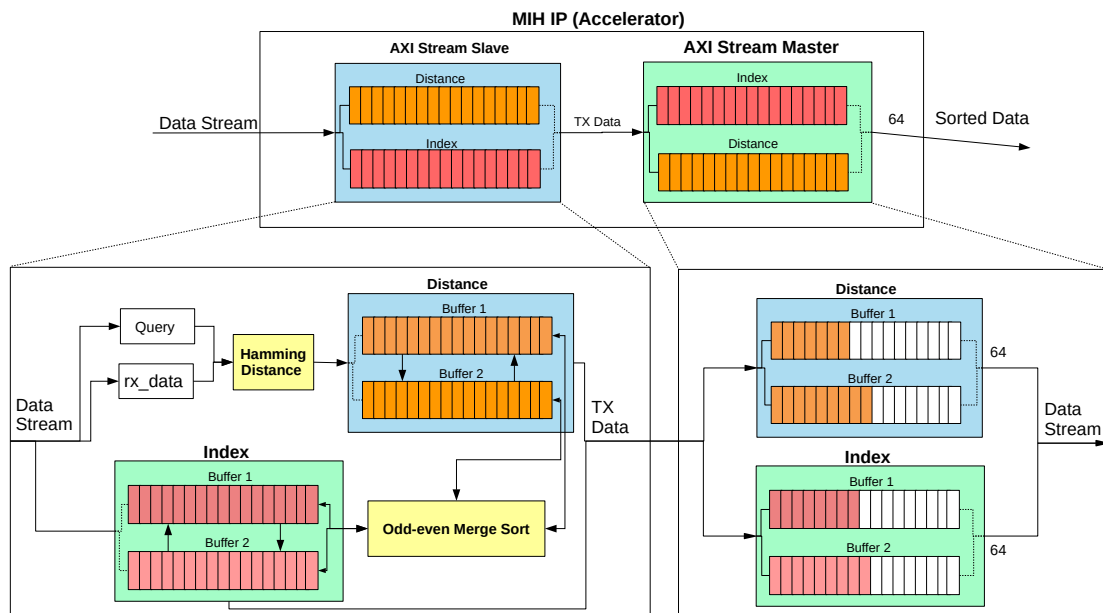 MIH IP (Accelerator)
AXI Stream Slave
AXI Stream Master
Distance
Index
Data Stream
TX Data
64
Sorted Data
Index
Distance
Distance
Buffer 1
Query
Hamming
Distance
Buffer 2
rx_data
Data
Stream
TX
Data
Index
Buffer 1
Buffer 2
Odd-even Merge Sort
Distance
Buffer 1
64
Buffer 2
Data
Stream
Index
Buffer 1
Buffer 2
64